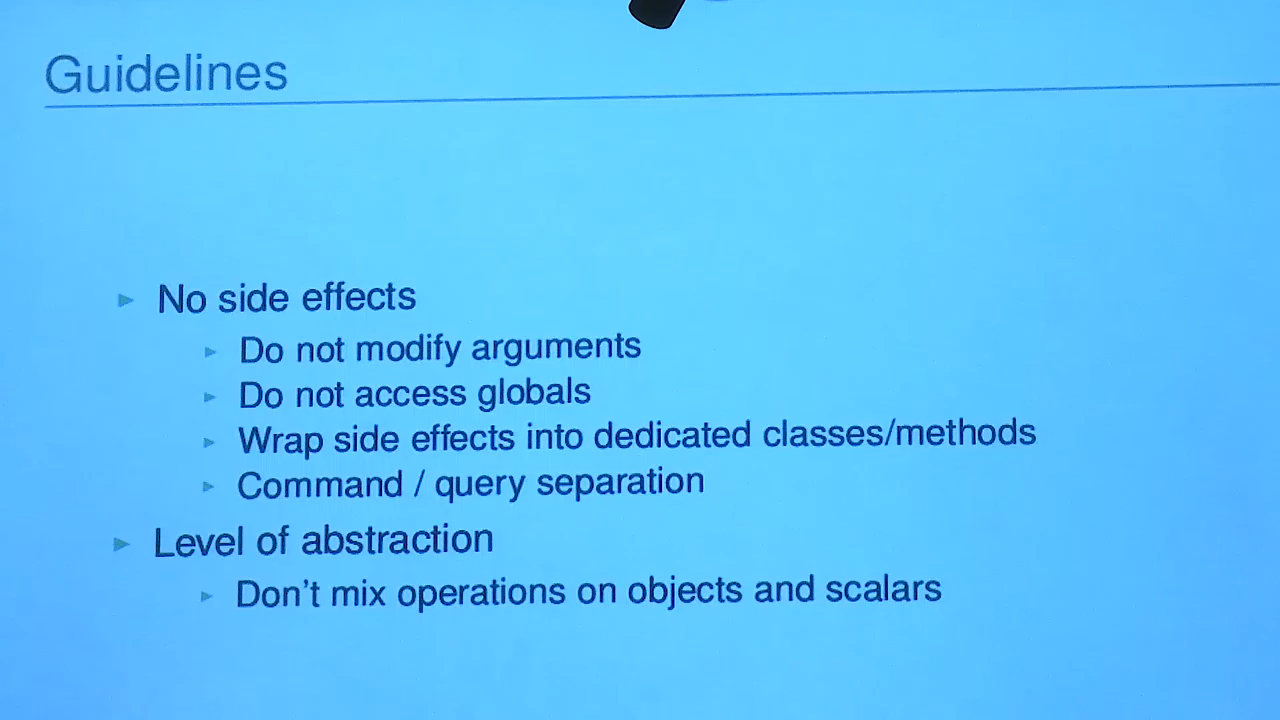 Guidelines
No side effects
Do not modify arguments
Do not access globals
Wrap side effects into dedicated classes/methods
Command / query separation
Level of abstraction
Don't mix operations on objects and scalars